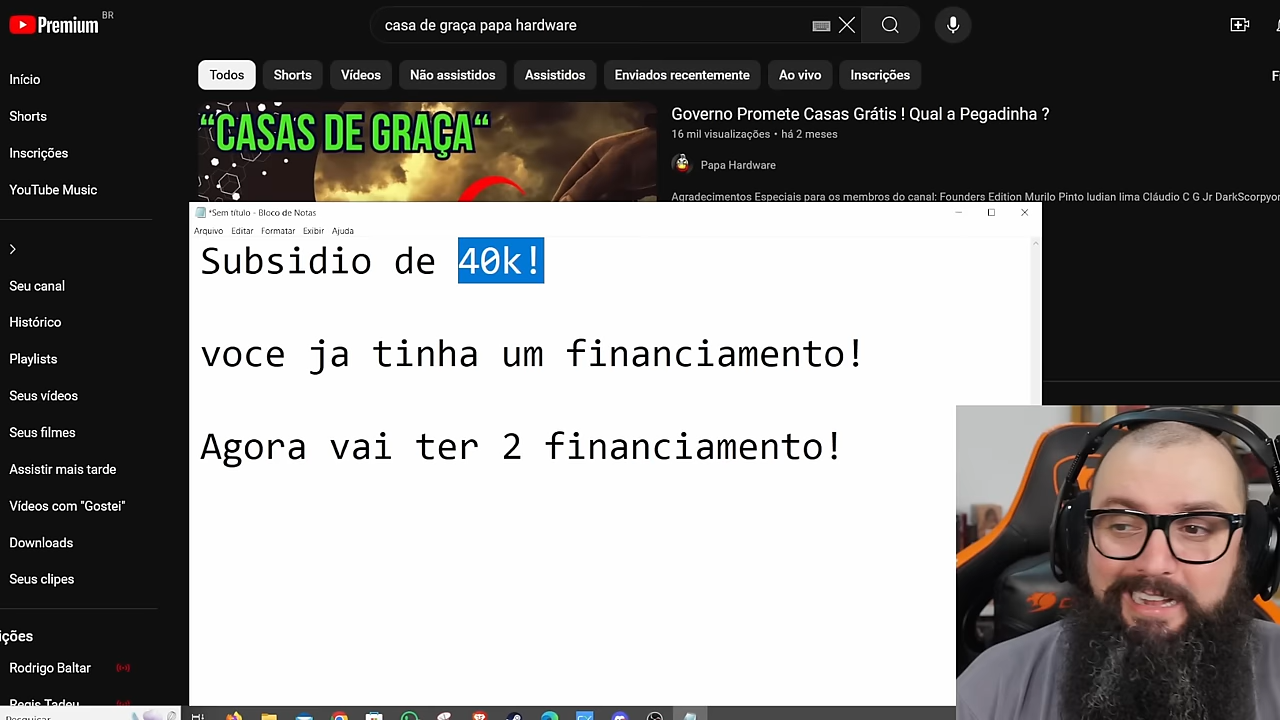 Premium BR
casa de graça papa hardware
Todos
Shorts
Vídeos
Não assistidos
Assistidos
Enviados recentemente
Ao vivo
Inscrições
Início
Shorts
Inscrições
YouTube Music
Seu canal
Histórico
Playlists
Seus vídeos
Seus filmes
Assistir mais tarde
Vídeos com "Gostei"
Downloads
Seus clipes
ições
Rodrigo Baltar
Regis Tadeu
Pesquisar
“CASAS DE GRAÇA“
Governo Promete Casas Grátis ! Qual a Pegadinha ?
16 mil visualizações • há 2 meses
Papa Hardware
Agradecimentos Especiais para os membros do canal: Founders Edition Murilo Pinto ludian lima Cláudio C G Jr DarkScorpyon
*Sem título - Bloco de Notas
Arquivo Editar Formatar Exibir Ajuda
Subsidio de 40k!
voce ja tinha um financiamento!
Agora vai ter 2 financiamento!